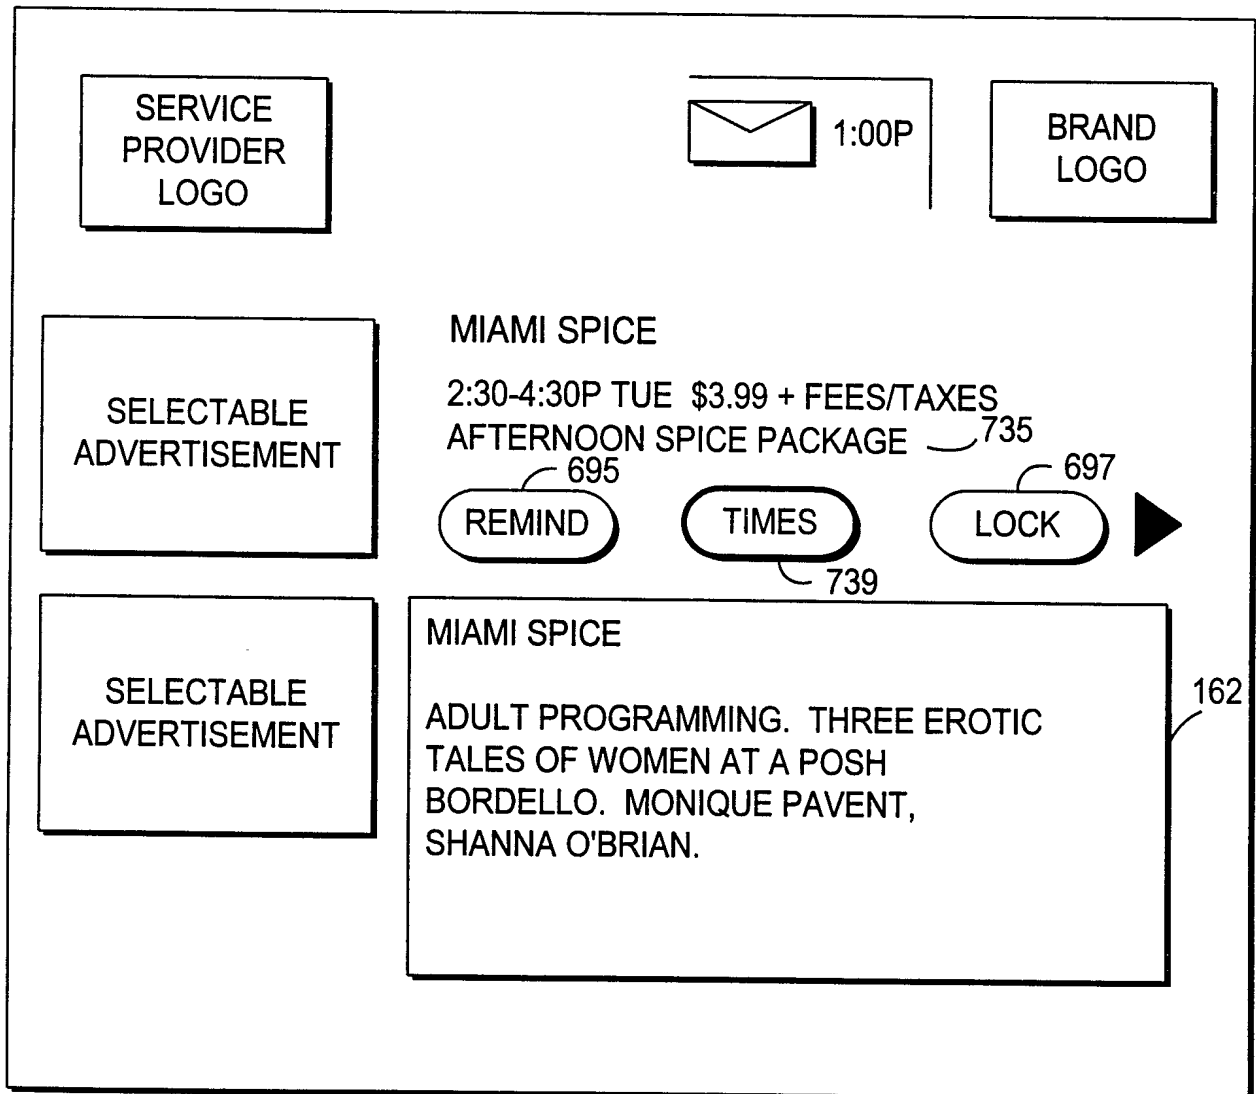 SERVICE
PROVIDER
LOGO
1:00P
BRAND
LOGO
SELECTABLE
ADVERTISEMENT
MIAMI SPICE
2:30-4:30P TUE $3.99 + FEES/TAXES
AFTERNOON SPICE PACKAGE 735
695
697
REMIND
TIMES
LOCK
739
SELECTABLE
ADVERTISEMENT
MIAMI SPICE
ADULT PROGRAMMING. THREE EROTIC
TALES OF WOMEN AT A POSH
BORDELLO. MONIQUE PAVENT,
SHANNA O'BRIAN.
162